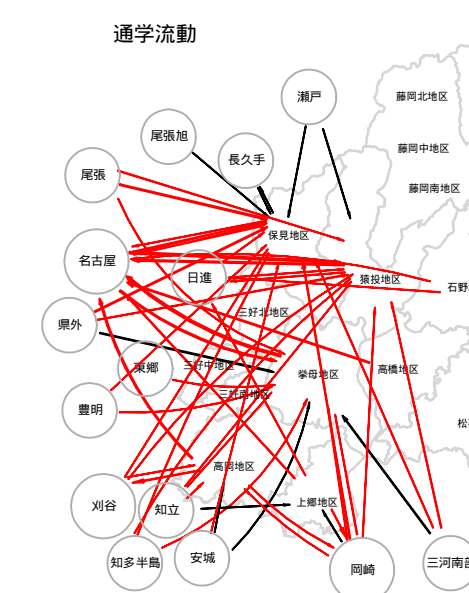 通学流動
瀬戸
藤岡北地区
尾張旭
藤岡中地区
長久手
尾張
藤岡南地区
保見地区
名古屋
日進
猿投地区
石野
三好北地区
県外
東郷
三好中地区
挙母地区
高橋地区
三好南地区
豊明
松平
高岡地区
刈谷
知立
上郷地区
知多半島
安城
岡崎
三河南部